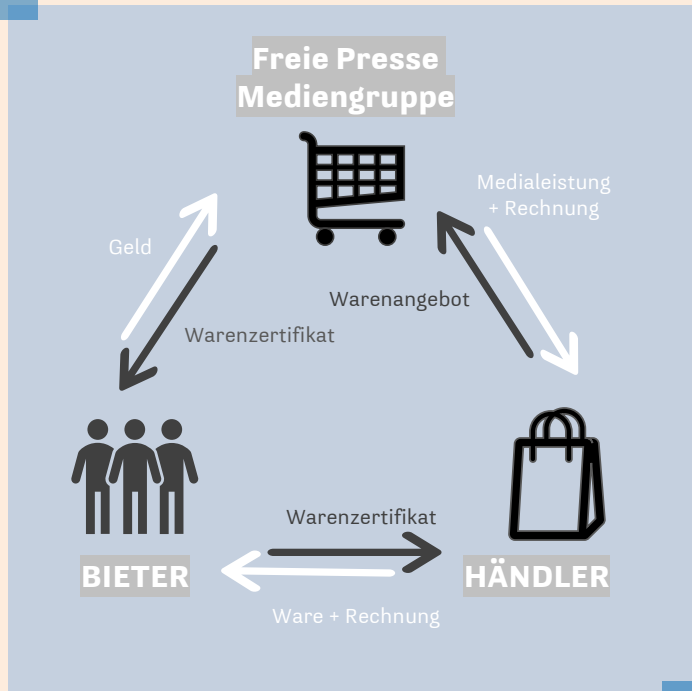 Freie Presse
Mediengruppe
Medialeistung
+ Rechnung
Geld
Warenangebot
Warenzertifikat
Warenzertifikat
BIETER
HÄNDLER
Ware + Rechnung